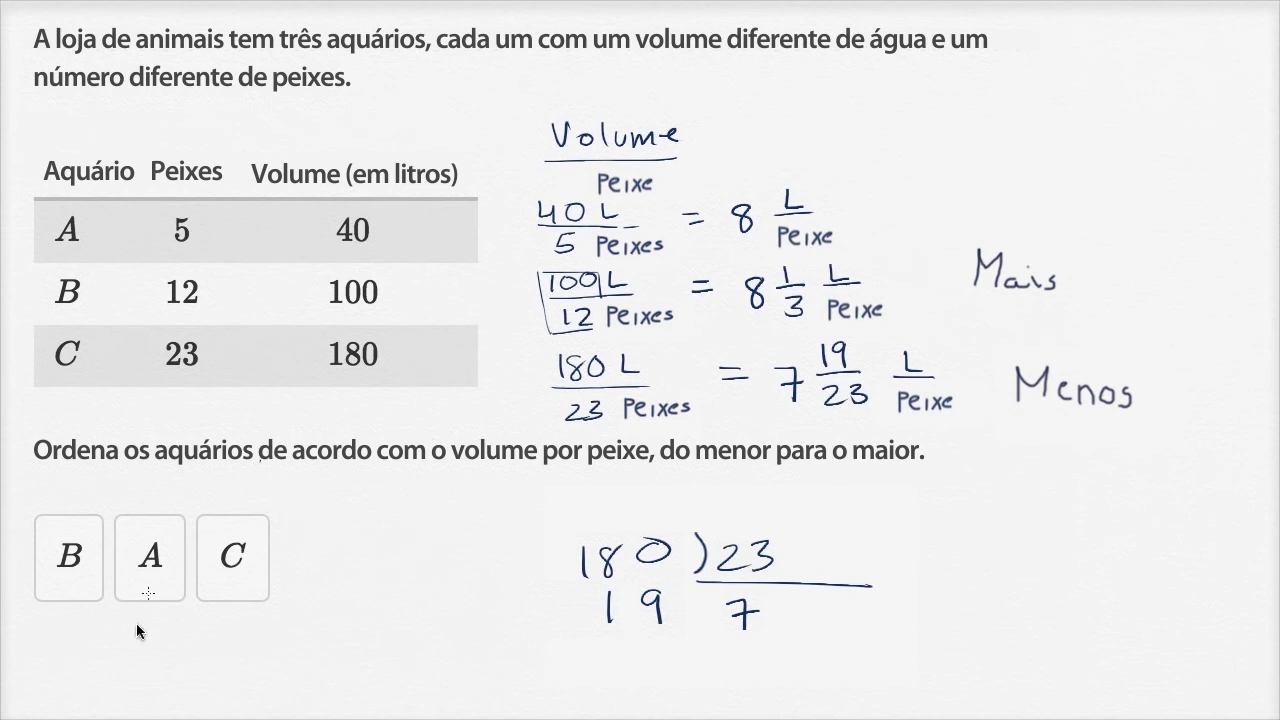 A loja de animais tem três aquários, cada um com um volume diferente de água e um
número diferente de peixes.
Aquário Peixes Volume (em litros)
A 5 40
B 12 100
C 23 180
Volume
Peixe
40 L
5 Peixes
= 8 L
Peixe
100 L
12 Peixes
= 8 1/3 L
Peixe
Mais
180 L
23 Peixes
= 7 19/23 L
Peixe
Menos
Ordena os aquários de acordo com o volume por peixe, do menor para o maior.
B A C
180 ) 23
19 7